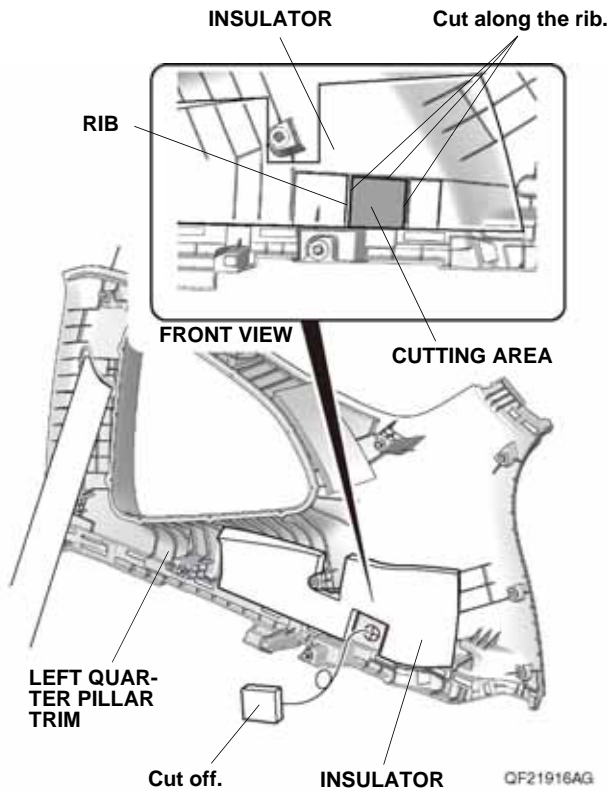 INSULATOR
Cut along the rib.
RIB
FRONT VIEW
CUTTING AREA
LEFT QUAR-
TER PILLAR
TRIM
Cut off.
INSULATOR
QF21916AG